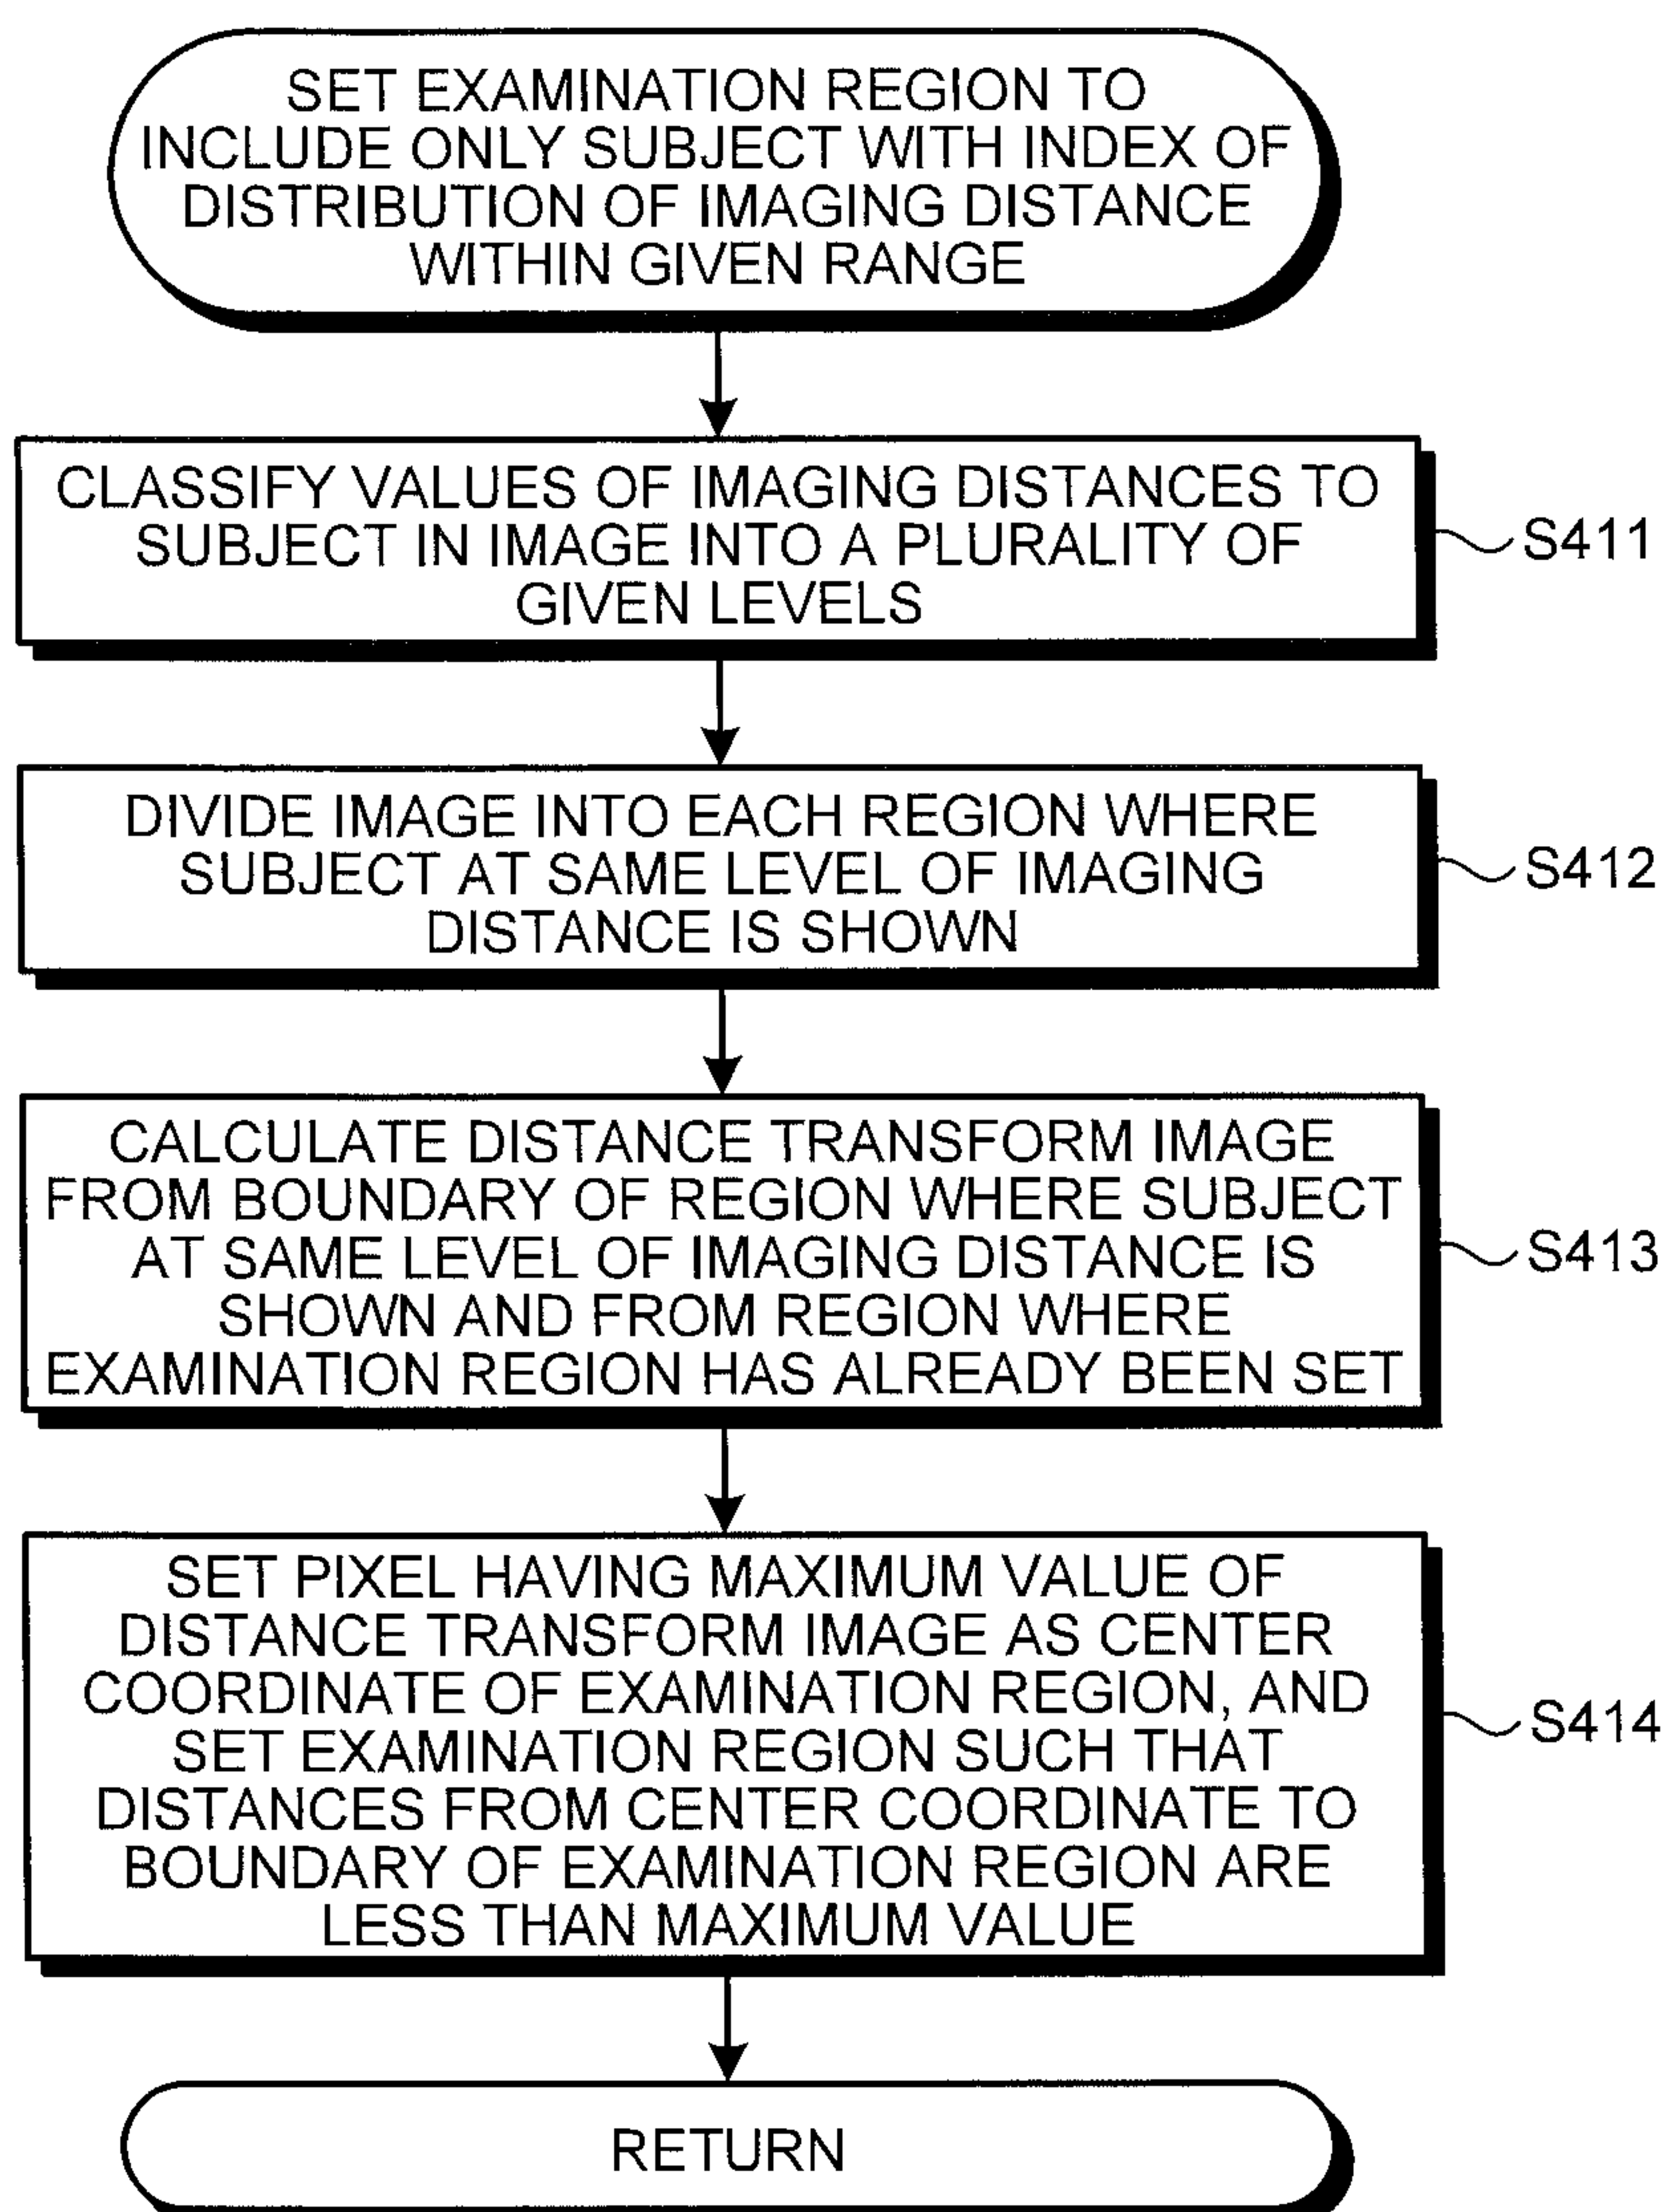 SET EXAMINATION REGION TO
INCLUDE ONLY SUBJECT WITH INDEX OF
DISTRIBUTION OF IMAGING DISTANCE
WITHIN GIVEN RANGE
CLASSIFY VALUES OF IMAGING DISTANCES TO
SUBJECT IN IMAGE INTO A PLURALITY OF
GIVEN LEVELS
S411
DIVIDE IMAGE INTO EACH REGION WHERE
SUBJECT AT SAME LEVEL OF IMAGING
DISTANCE IS SHOWN
S412
CALCULATE DISTANCE TRANSFORM IMAGE
FROM BOUNDARY OF REGION WHERE SUBJECT
AT SAME LEVEL OF IMAGING DISTANCE IS
SHOWN AND FROM REGION WHERE
EXAMINATION REGION HAS ALREADY BEEN SET
S413
SET PIXEL HAVING MAXIMUM VALUE OF
DISTANCE TRANSFORM IMAGE AS CENTER
COORDINATE OF EXAMINATION REGION, AND
SET EXAMINATION REGION SUCH THAT
DISTANCES FROM CENTER COORDINATE TO
BOUNDARY OF EXAMINATION REGION ARE
LESS THAN MAXIMUM VALUE
S414
RETURN